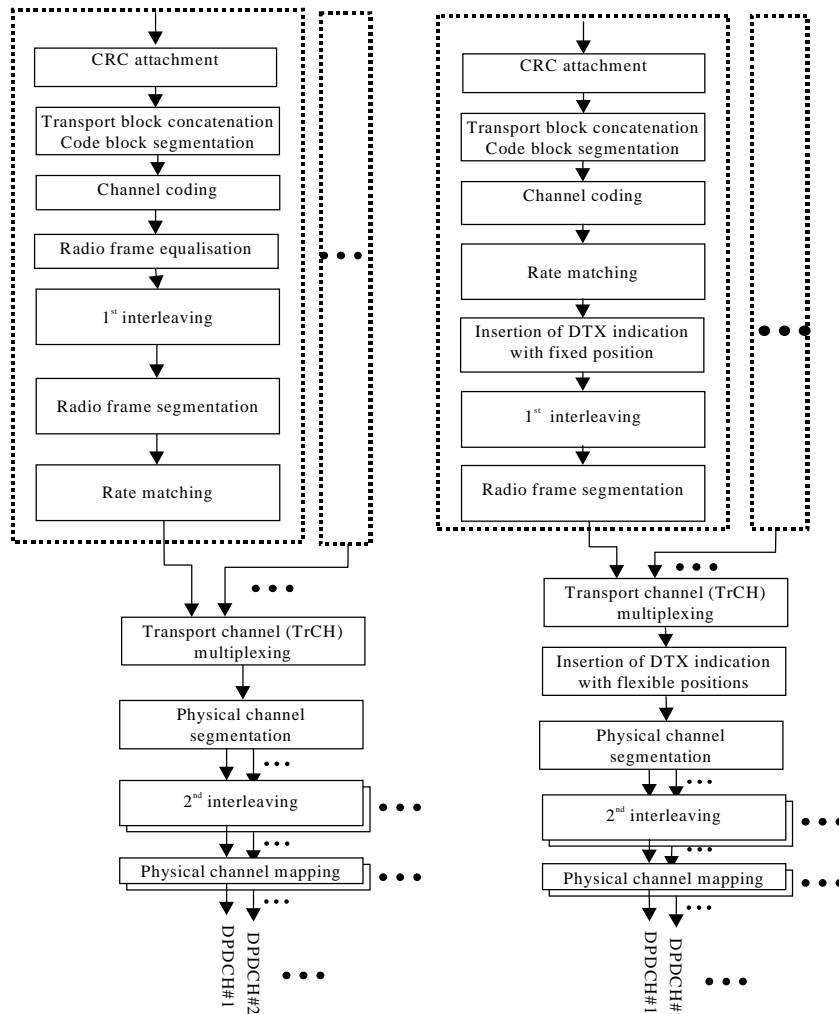 CRC attachment
Transport block concatenation
Code block segmentation
Channel coding
Radio frame equalisation
1st interleaving
Radio frame segmentation
Rate matching
Transport channel (TrCH)
multiplexing
Physical channel
segmentation
2nd interleaving
Physical channel mapping
DPDCH#1
DPDCH#2
CRC attachment
Transport block concatenation
Code block segmentation
Channel coding
Rate matching
Insertion of DTX indication
with fixed position
1st interleaving
Radio frame segmentation
Transport channel (TrCH)
multiplexing
Insertion of DTX indication
with flexible positions
Physical channel
segmentation
2nd interleaving
Physical channel mapping
DPDCH#1
DPDCH#